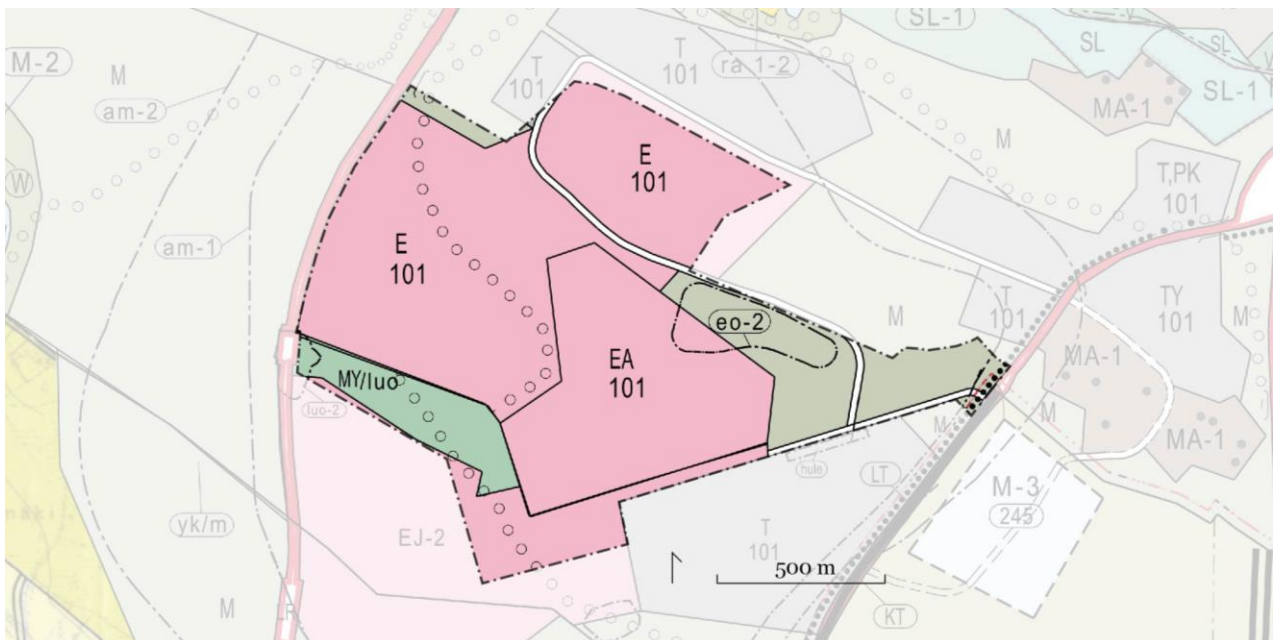 SL-1
M-2
M
T
101
T
101
ra 1-2
SL
SL
SL-1
MA-1
am-2
E
101
M
T,PK
101
W
am-1
E
101
M
T
101
TY
101
M
eo-2
MA-1
EA
101
MY/luo
luo-2
M
M
MA-1
hule
LT
M-3
245
yk/m
EJ-2
T
101
500 m
M
KT